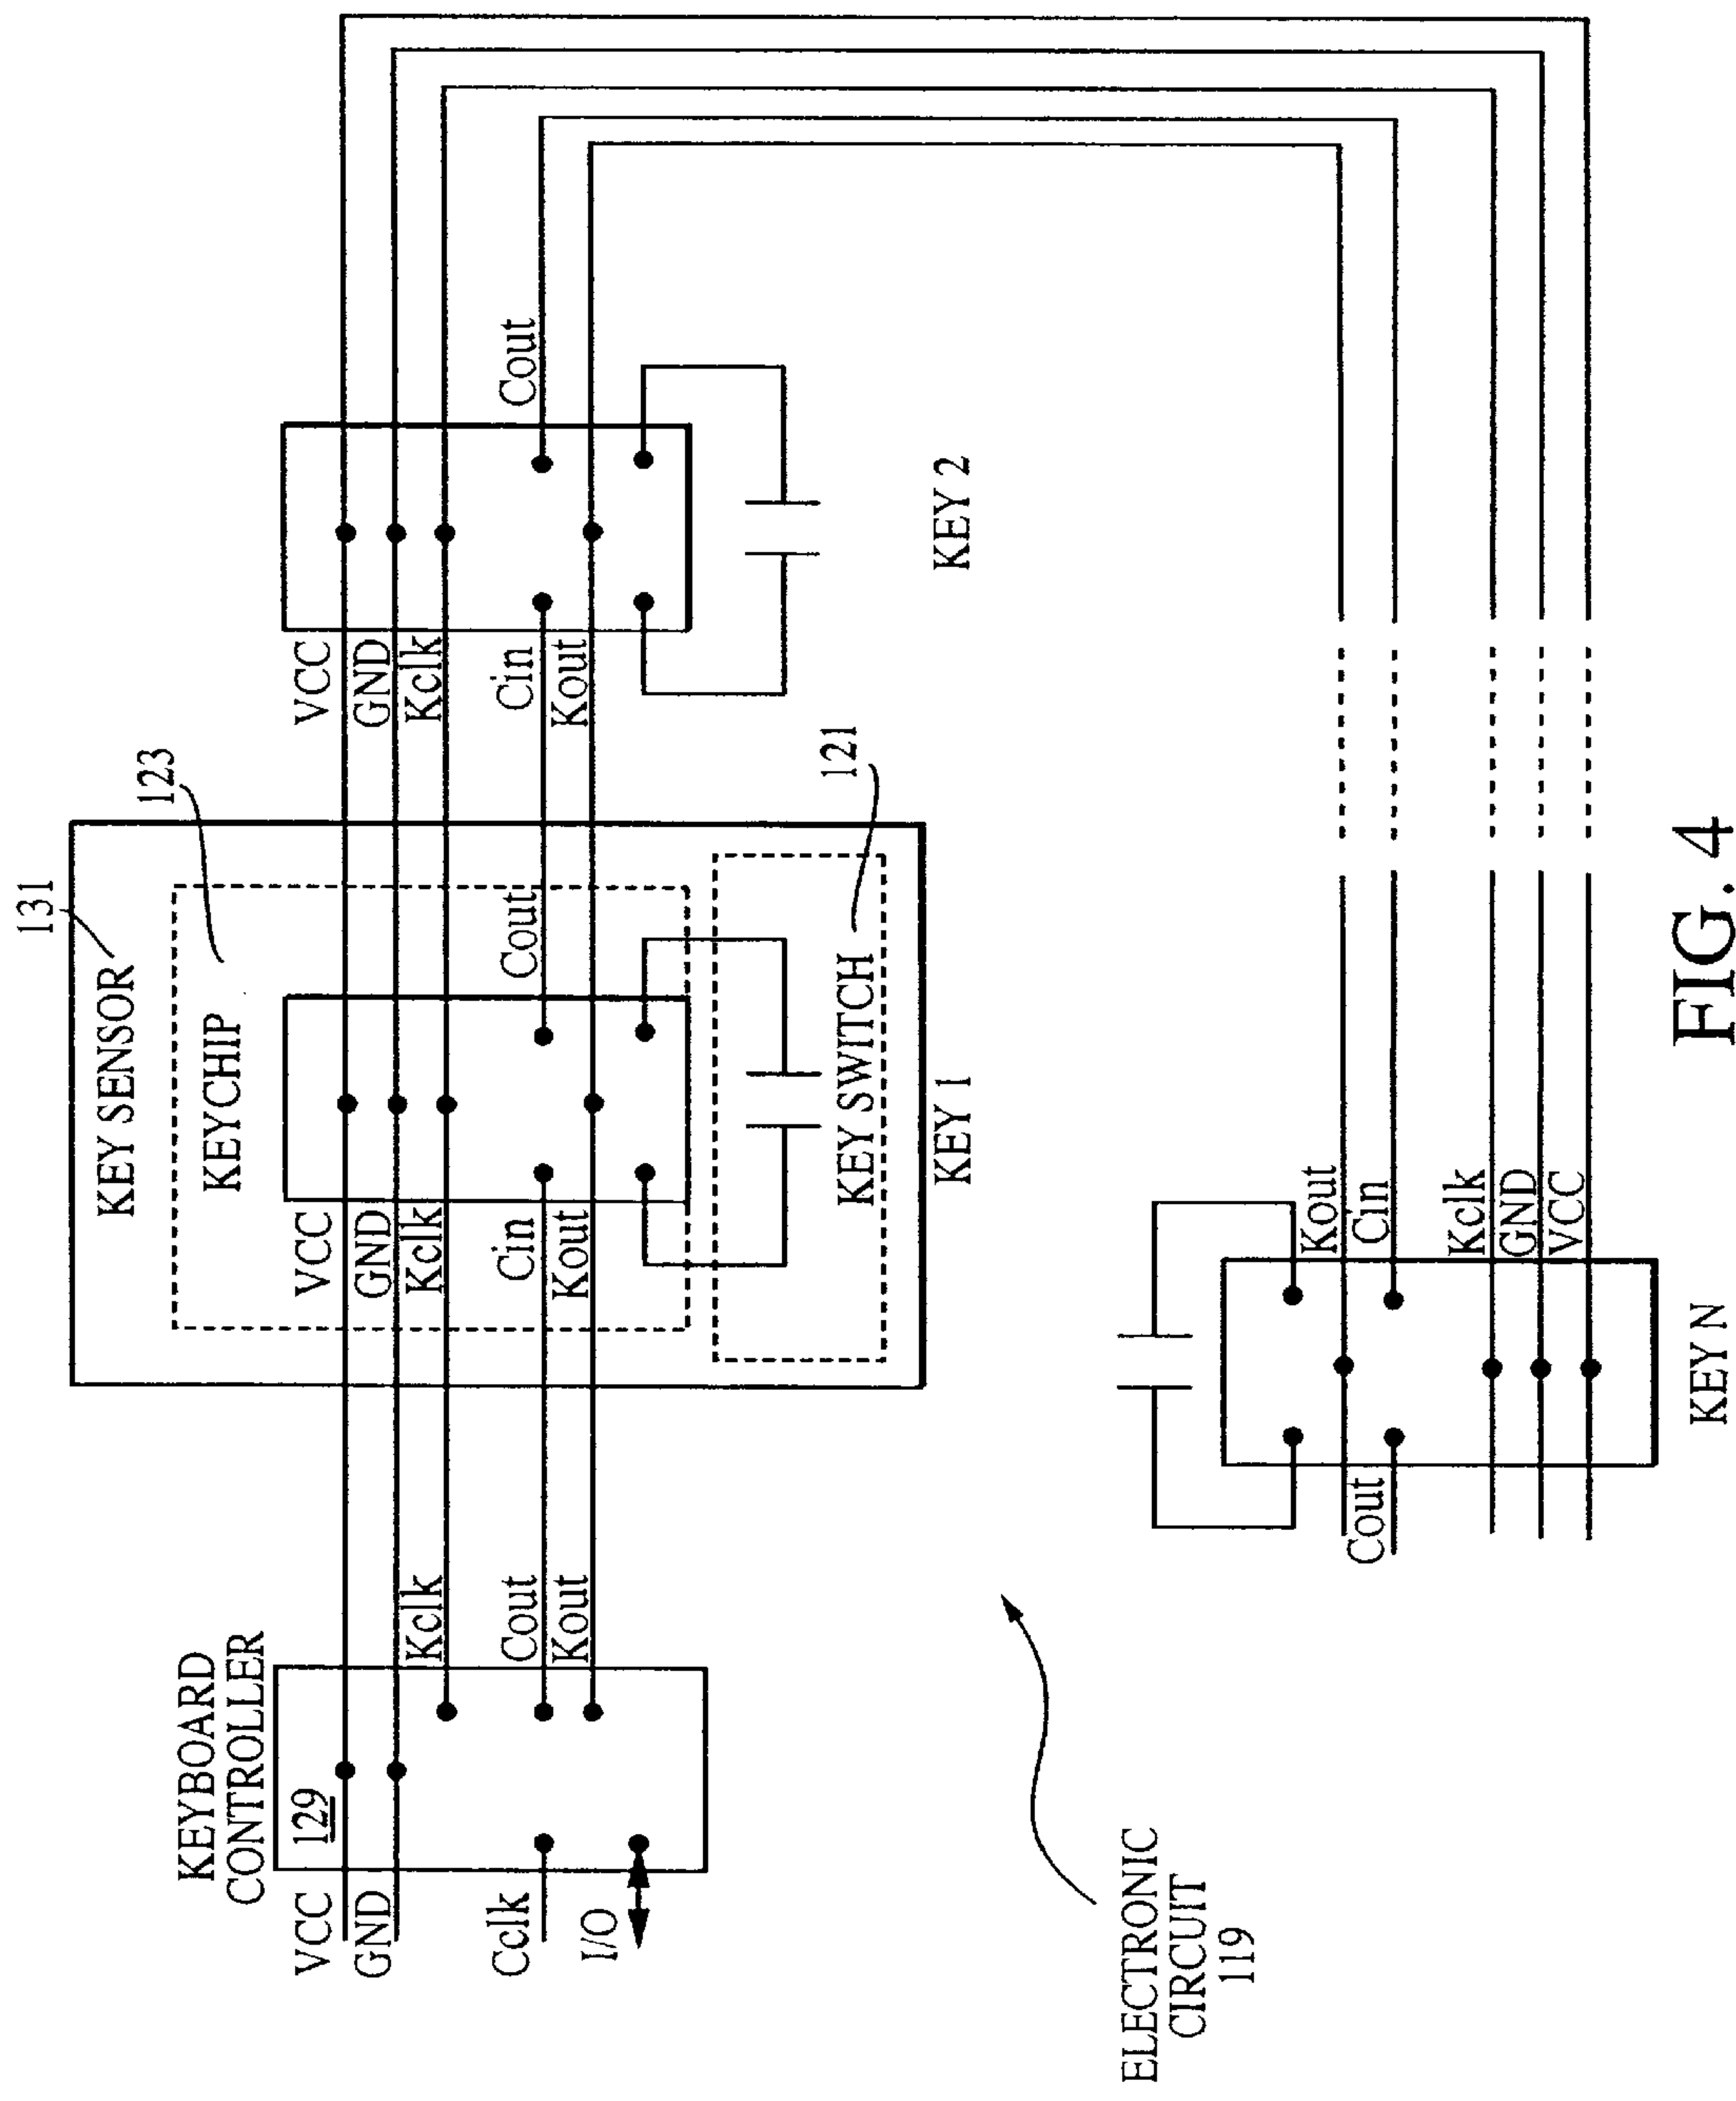 KEYBOARD
CONTROLLER
129
VCC
GND
Cclk
I/O
Kclk
Cout
Kout
131
KEY SENSOR
123
KEYCHIP
VCC
GND
Kclk
Cin
Kout
Cout
121
KEY SWITCH
KEY 1
VCC
GND
Kclk
Cin
Kout
Cout
KEY 2
Kout
Cin
Kclk
GND
VCC
Cout
KEY N
ELECTRONIC
CIRCUIT
119
FIG. 4